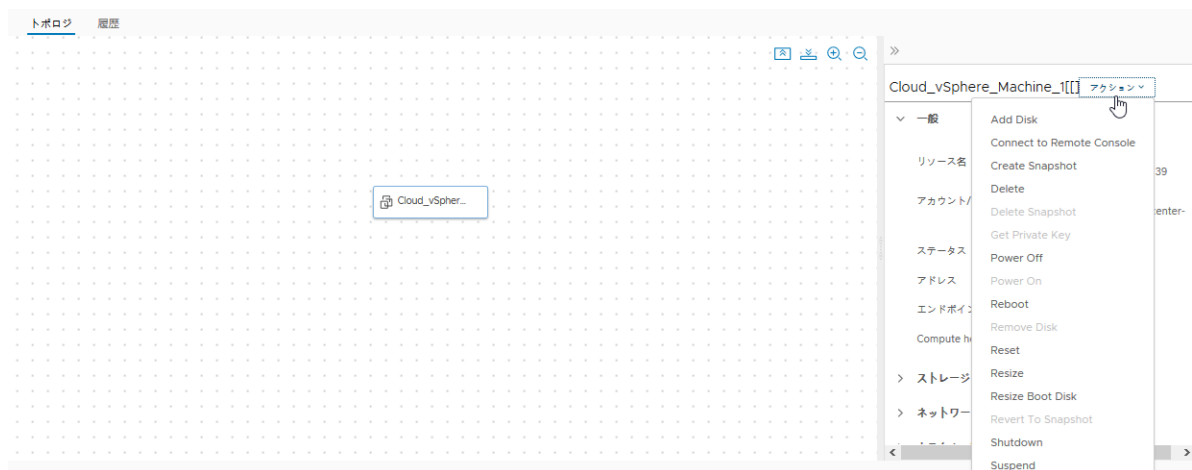 トポロジ 履歴
Cloud_vSpher...
Cloud_vSphere_Machine_1[[] アクション
一般
リソース名
39
アカウント/
center-
ステータス
アドレス
エンドポイン
Compute h
ストレージ
ネットワー
Add Disk
Connect to Remote Console
Create Snapshot
Delete
Delete Snapshot
Get Private Key
Power Off
Power On
Reboot
Remove Disk
Reset
Resize
Resize Boot Disk
Revert To Snapshot
Shutdown
Suspend